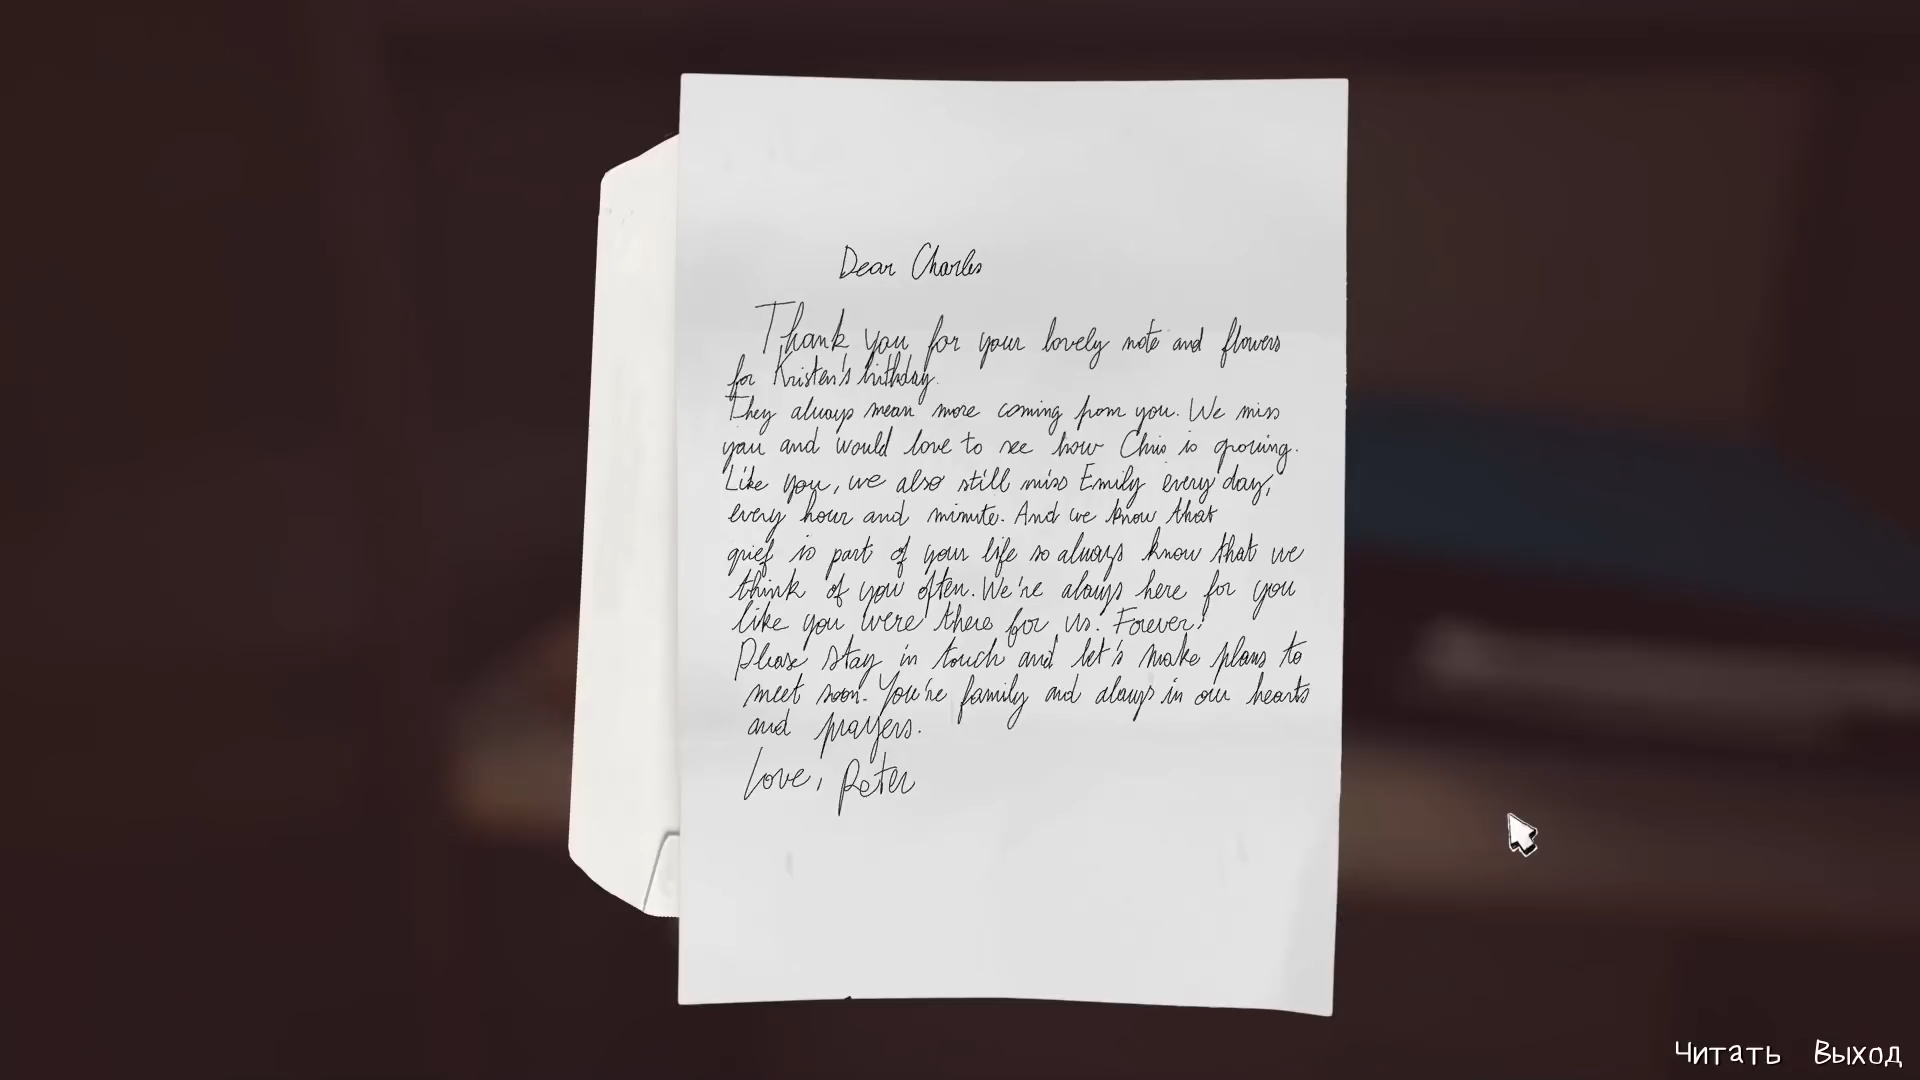 Dear Charles
Thank you for your lovely note and flowers
for Kristen's birthday.
They always mean more coming from you. We miss
you and would love to see how Chris is growing.
Like you, we also still miss Emily every day,
every hour and minute. And we know that
grief is part of your life so always know that we
think of you often. We're always here for you
like you were there for us. Forever!
Please stay in touch and let's make plans to
meet soon. You're family and always in our hearts
and prayers.
Love, Peter
Читать Выход